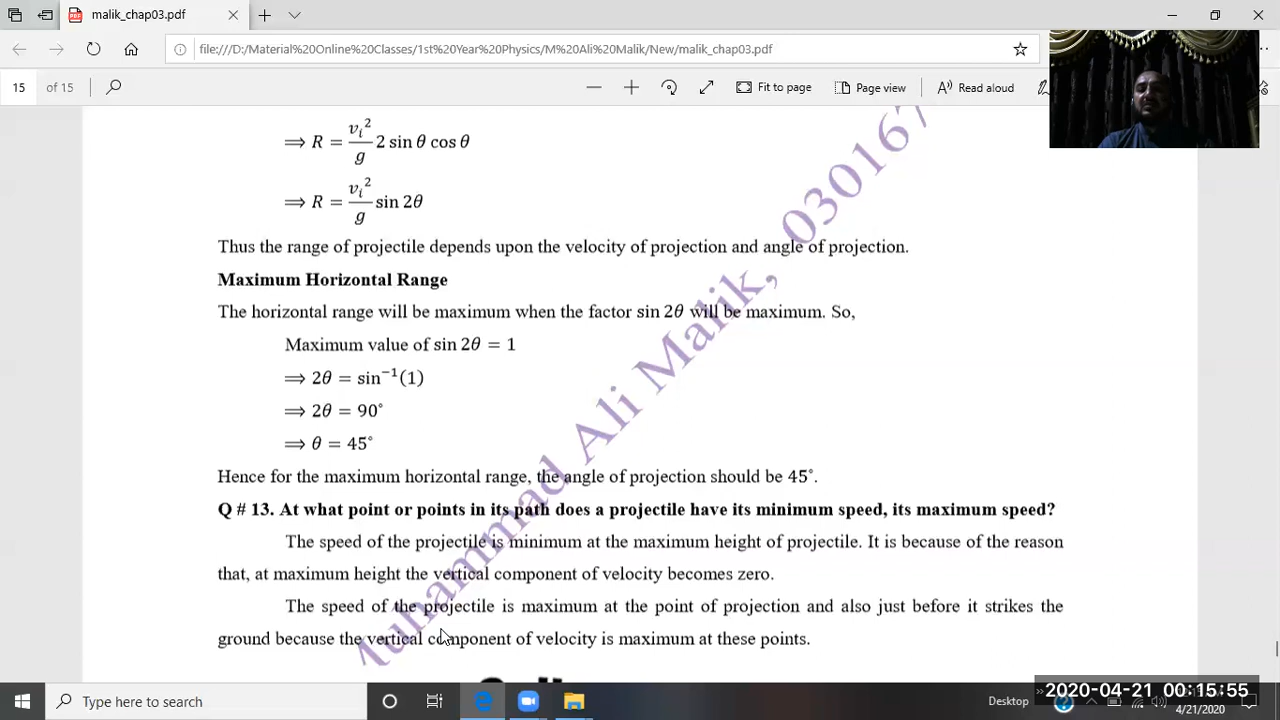 malik_chap03.pdf
file:///D:/Material%20Online%20Classes/1st%20Year%20Physics/M%20Ali%20Malik/New/malik_chap03.pdf
15 of 15
Fit to page
Page view
Read aloud
⟹ R = v_i²/g 2 sin θ cos θ
⟹ R = v_i²/g sin 2θ
Thus the range of projectile depends upon the velocity of projection and angle of projection.
Maximum Horizontal Range
The horizontal range will be maximum when the factor sin 2θ will be maximum. So,
Maximum value of sin 2θ = 1
⟹ 2θ = sin⁻¹(1)
⟹ 2θ = 90°
⟹ θ = 45°
Hence for the maximum horizontal range, the angle of projection should be 45°.
Q # 13. At what point or points in its path does a projectile have its minimum speed, its maximum speed?
The speed of the projectile is minimum at the maximum height of projectile. It is because of the reason
that, at maximum height the vertical component of velocity becomes zero.
The speed of the projectile is maximum at the point of projection and also just before it strikes the
ground because the vertical component of velocity is maximum at these points.
Muhammad Ali Malik, 030167
Type here to search
Desktop
2020-04-21 00:15:55
4/21/2020